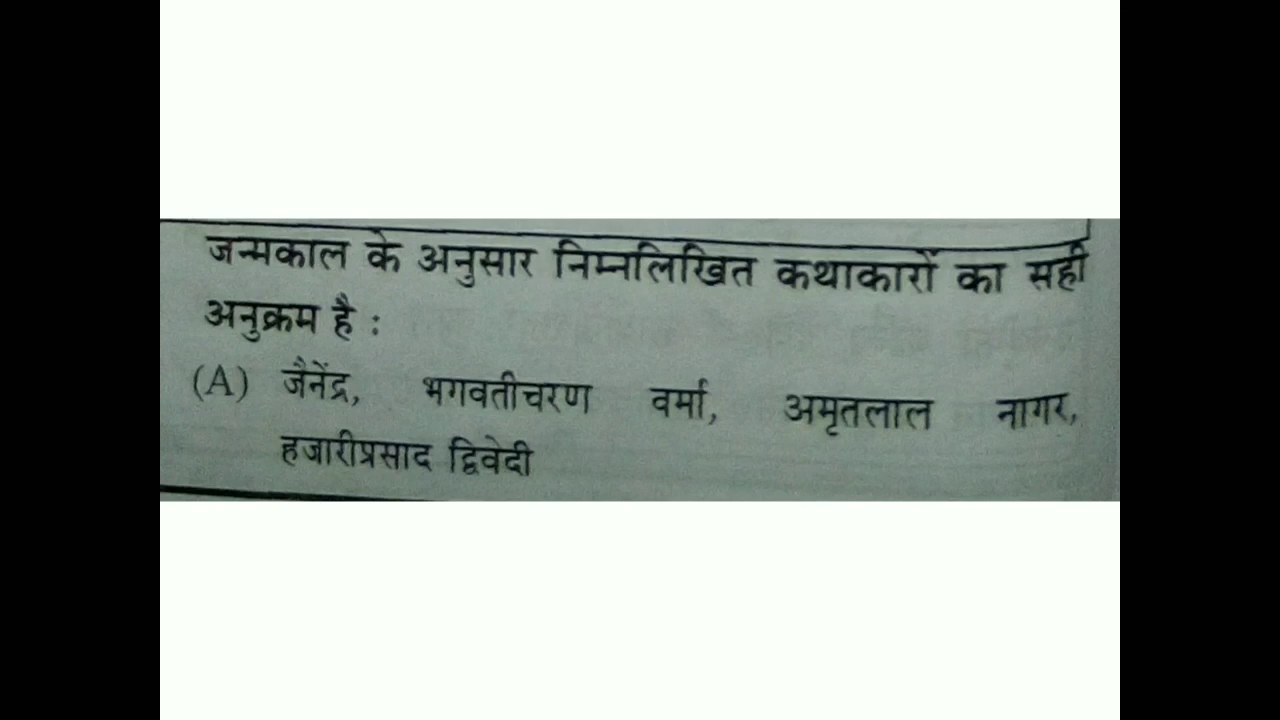 जन्मकाल के अनुसार निम्नलिखित कथाकारों का सही
अनुक्रम है :
(A) जैनेंद्र, भगवतीचरण वर्मा, अमृतलाल नागर,
हजारीप्रसाद द्विवेदी